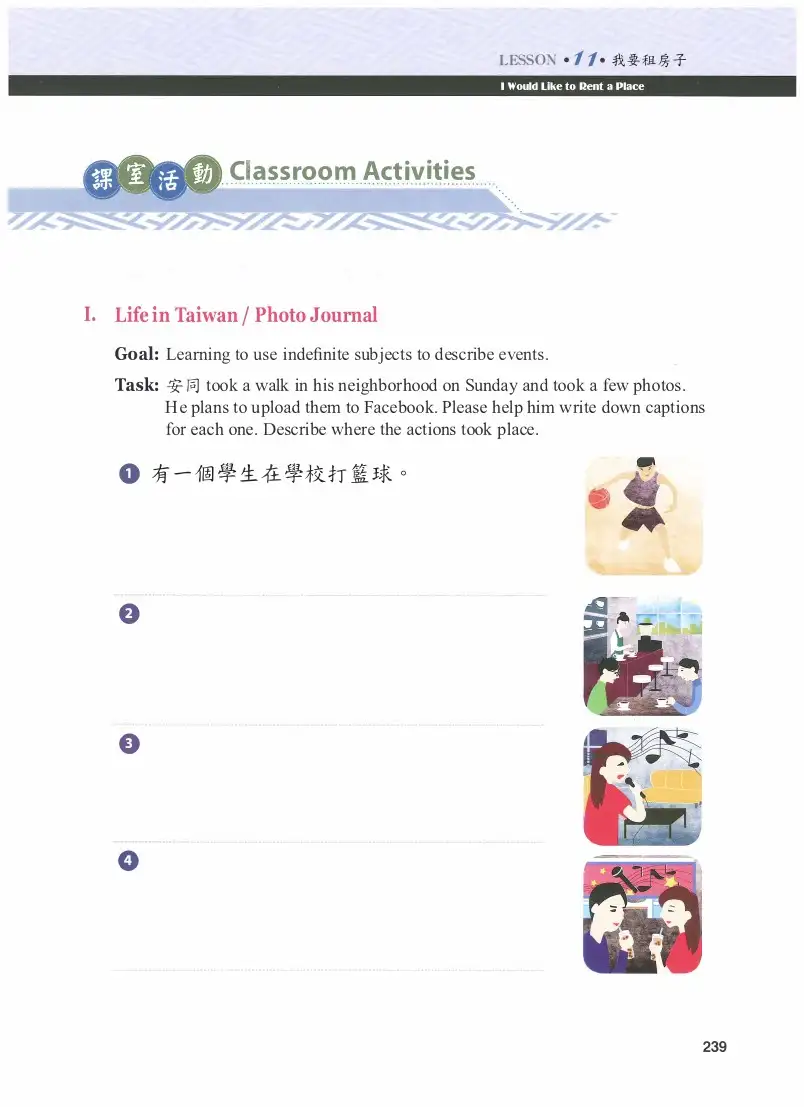 LESSON •11• 我要租房子
I Would Like to Rent a Place
課室活動 Classroom Activities
I. Life in Taiwan / Photo Journal
Goal: Learning to use indefinite subjects to describe events.
Task: 安同 took a walk in his neighborhood on Sunday and took a few photos.
He plans to upload them to Facebook. Please help him write down captions
for each one. Describe where the actions took place.
1 有一個學生在學校打籃球。
2
3
4
239